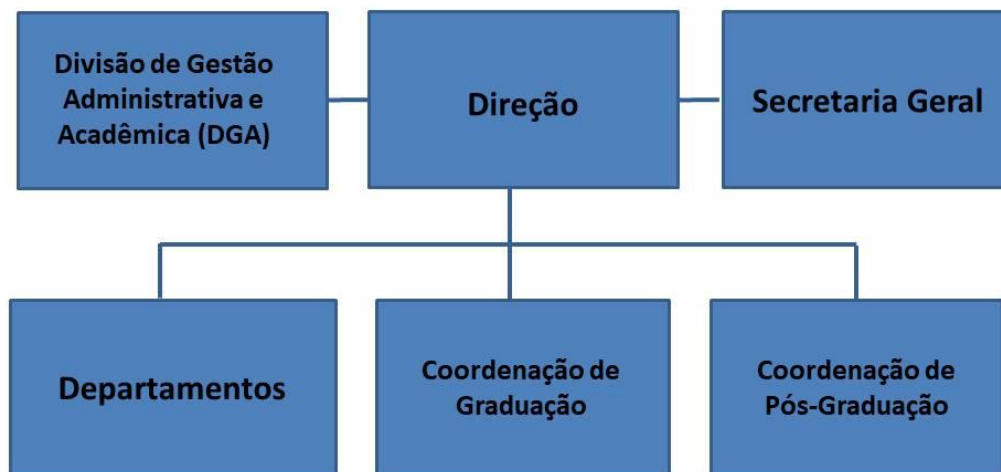 Divisão de Gestão
Administrativa e
Acadêmica (DGA)
Direção
Secretaria Geral
Departamentos
Coordenação de
Graduação
Coordenação de
Pós-Graduação